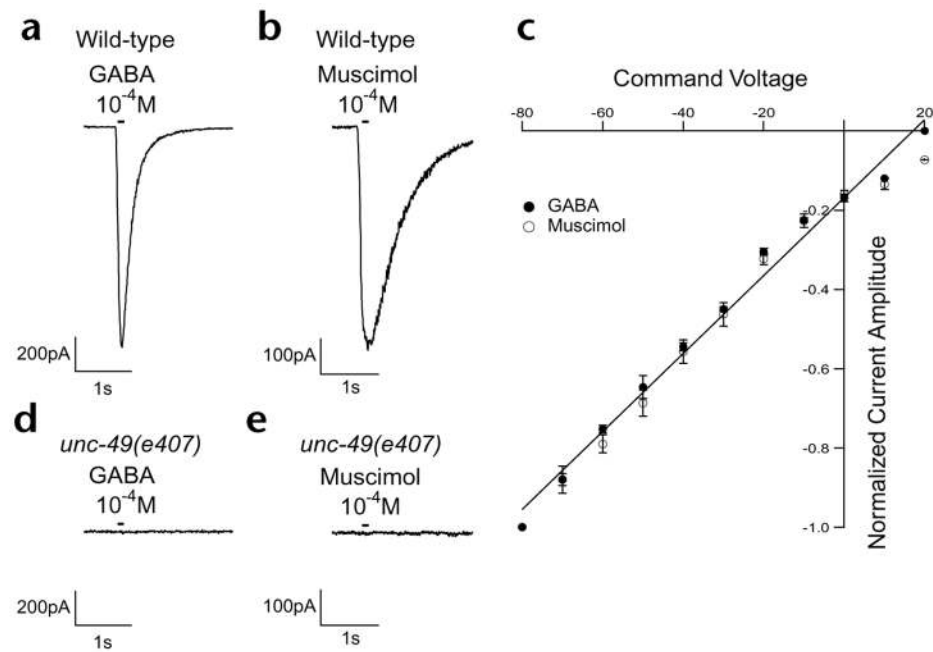 a
Wild-type
GABA
10⁻⁴M
200pA
1s
b
Wild-type
Muscimol
10⁻⁴M
100pA
1s
c
Command Voltage
-80
-60
-40
-20
20
GABA
Muscimol
-0.2
-0.4
-0.6
-0.8
-1.0
Normalized Current Amplitude
d
unc-49(e407)
GABA
10⁻⁴M
200pA
1s
e
unc-49(e407)
Muscimol
10⁻⁴M
100pA
1s